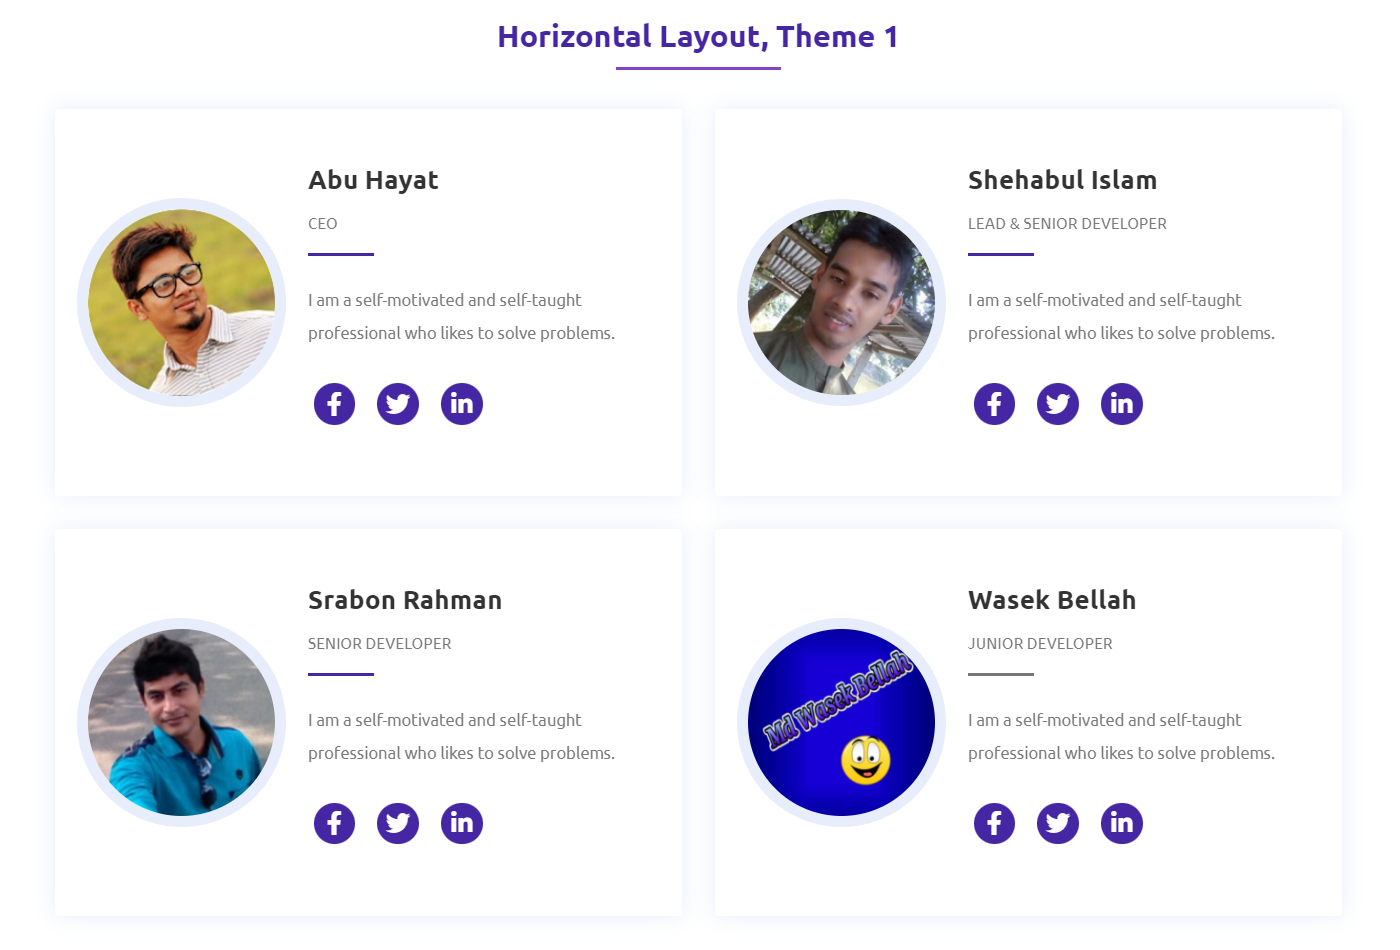 Horizontal Layout, Theme 1
Abu Hayat
CEO
I am a self-motivated and self-taught
professional who likes to solve problems.
Shehabul Islam
LEAD & SENIOR DEVELOPER
I am a self-motivated and self-taught
professional who likes to solve problems.
Srabon Rahman
SENIOR DEVELOPER
I am a self-motivated and self-taught
professional who likes to solve problems.
Md Wasek Bellah
Wasek Bellah
JUNIOR DEVELOPER
I am a self-motivated and self-taught
professional who likes to solve problems.